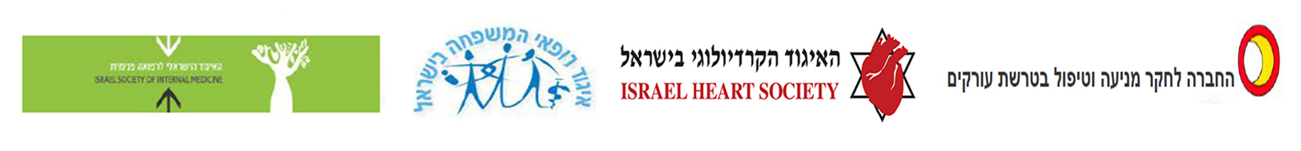 האיגוד הישראלי לרפואה פנימית
ISRAEL SOCIETY OF INTERNAL MEDICINE
איגוד רופאי המשפחה בישראל
האיגוד הקרדיולוגי בישראל
ISRAEL HEART SOCIETY
החברה לחקר מניעה וטיפול בטרשת עורקים